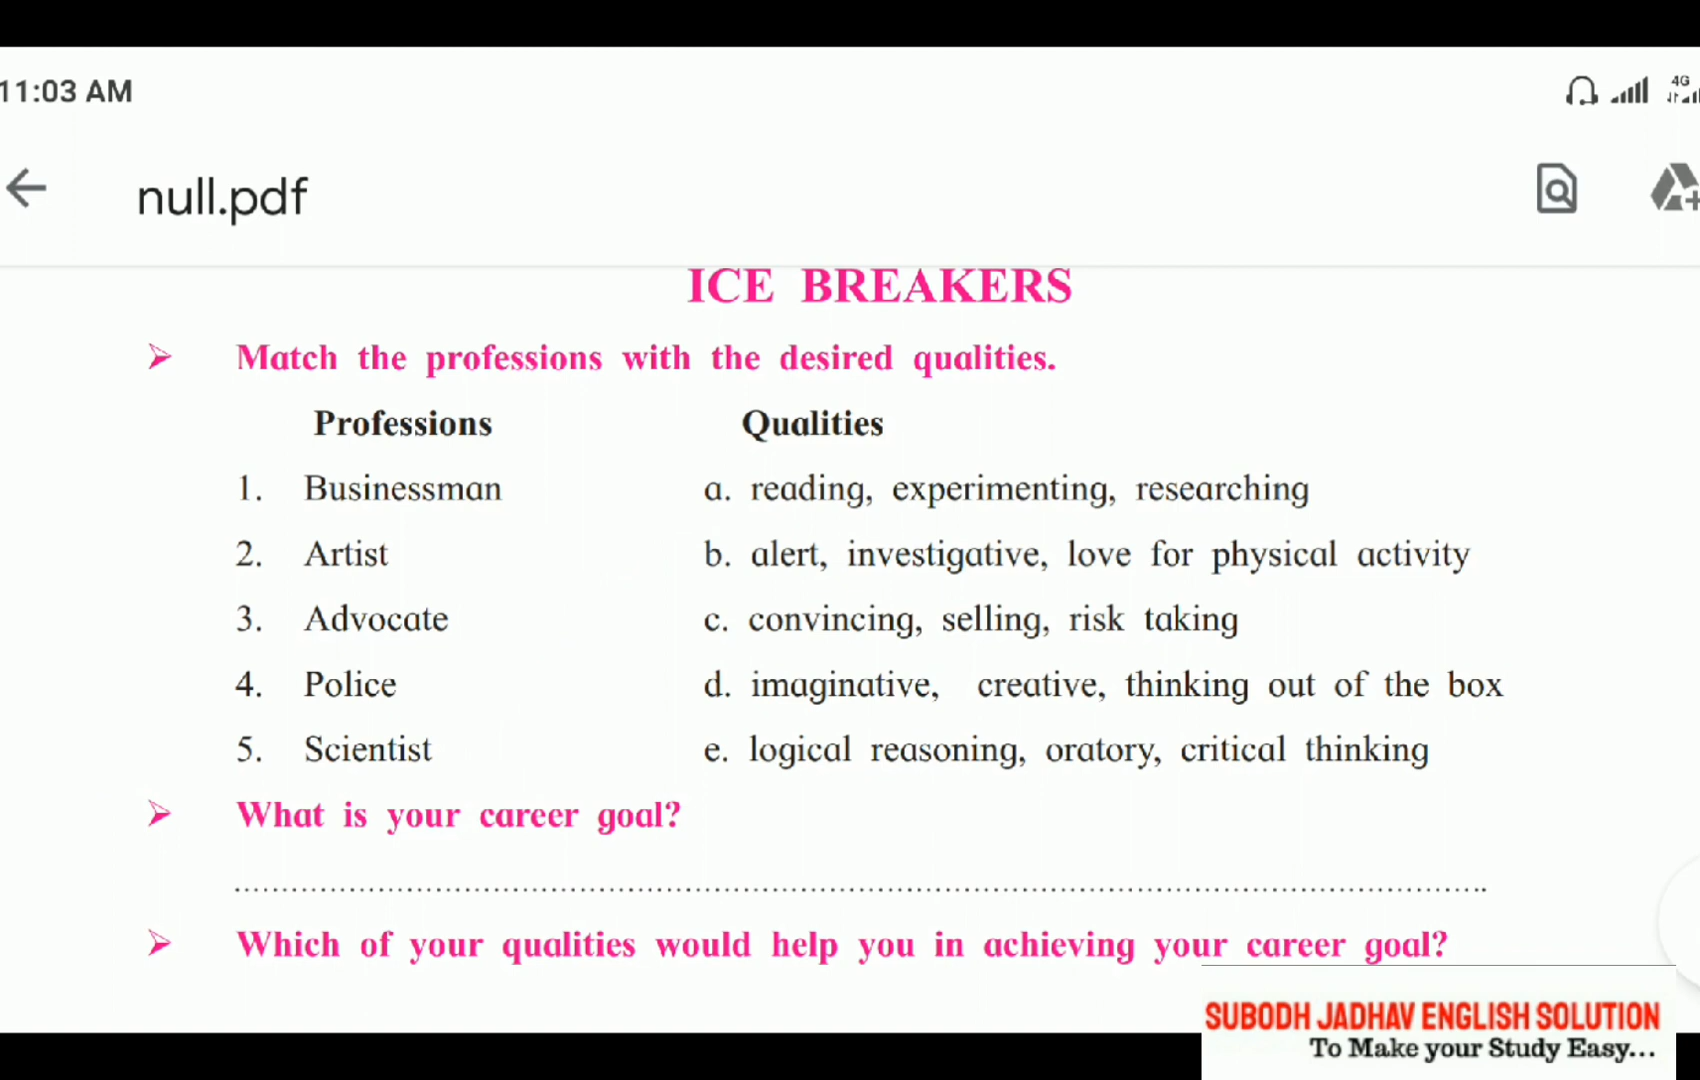 11:03 AM
4G
null.pdf
ICE BREAKERS
Match the professions with the desired qualities.
Professions Qualities
1. Businessman a. reading, experimenting, researching
2. Artist b. alert, investigative, love for physical activity
3. Advocate c. convincing, selling, risk taking
4. Police d. imaginative, creative, thinking out of the box
5. Scientist e. logical reasoning, oratory, critical thinking
What is your career goal?
Which of your qualities would help you in achieving your career goal?
SUBODH JADHAV ENGLISH SOLUTION
To Make your Study Easy...